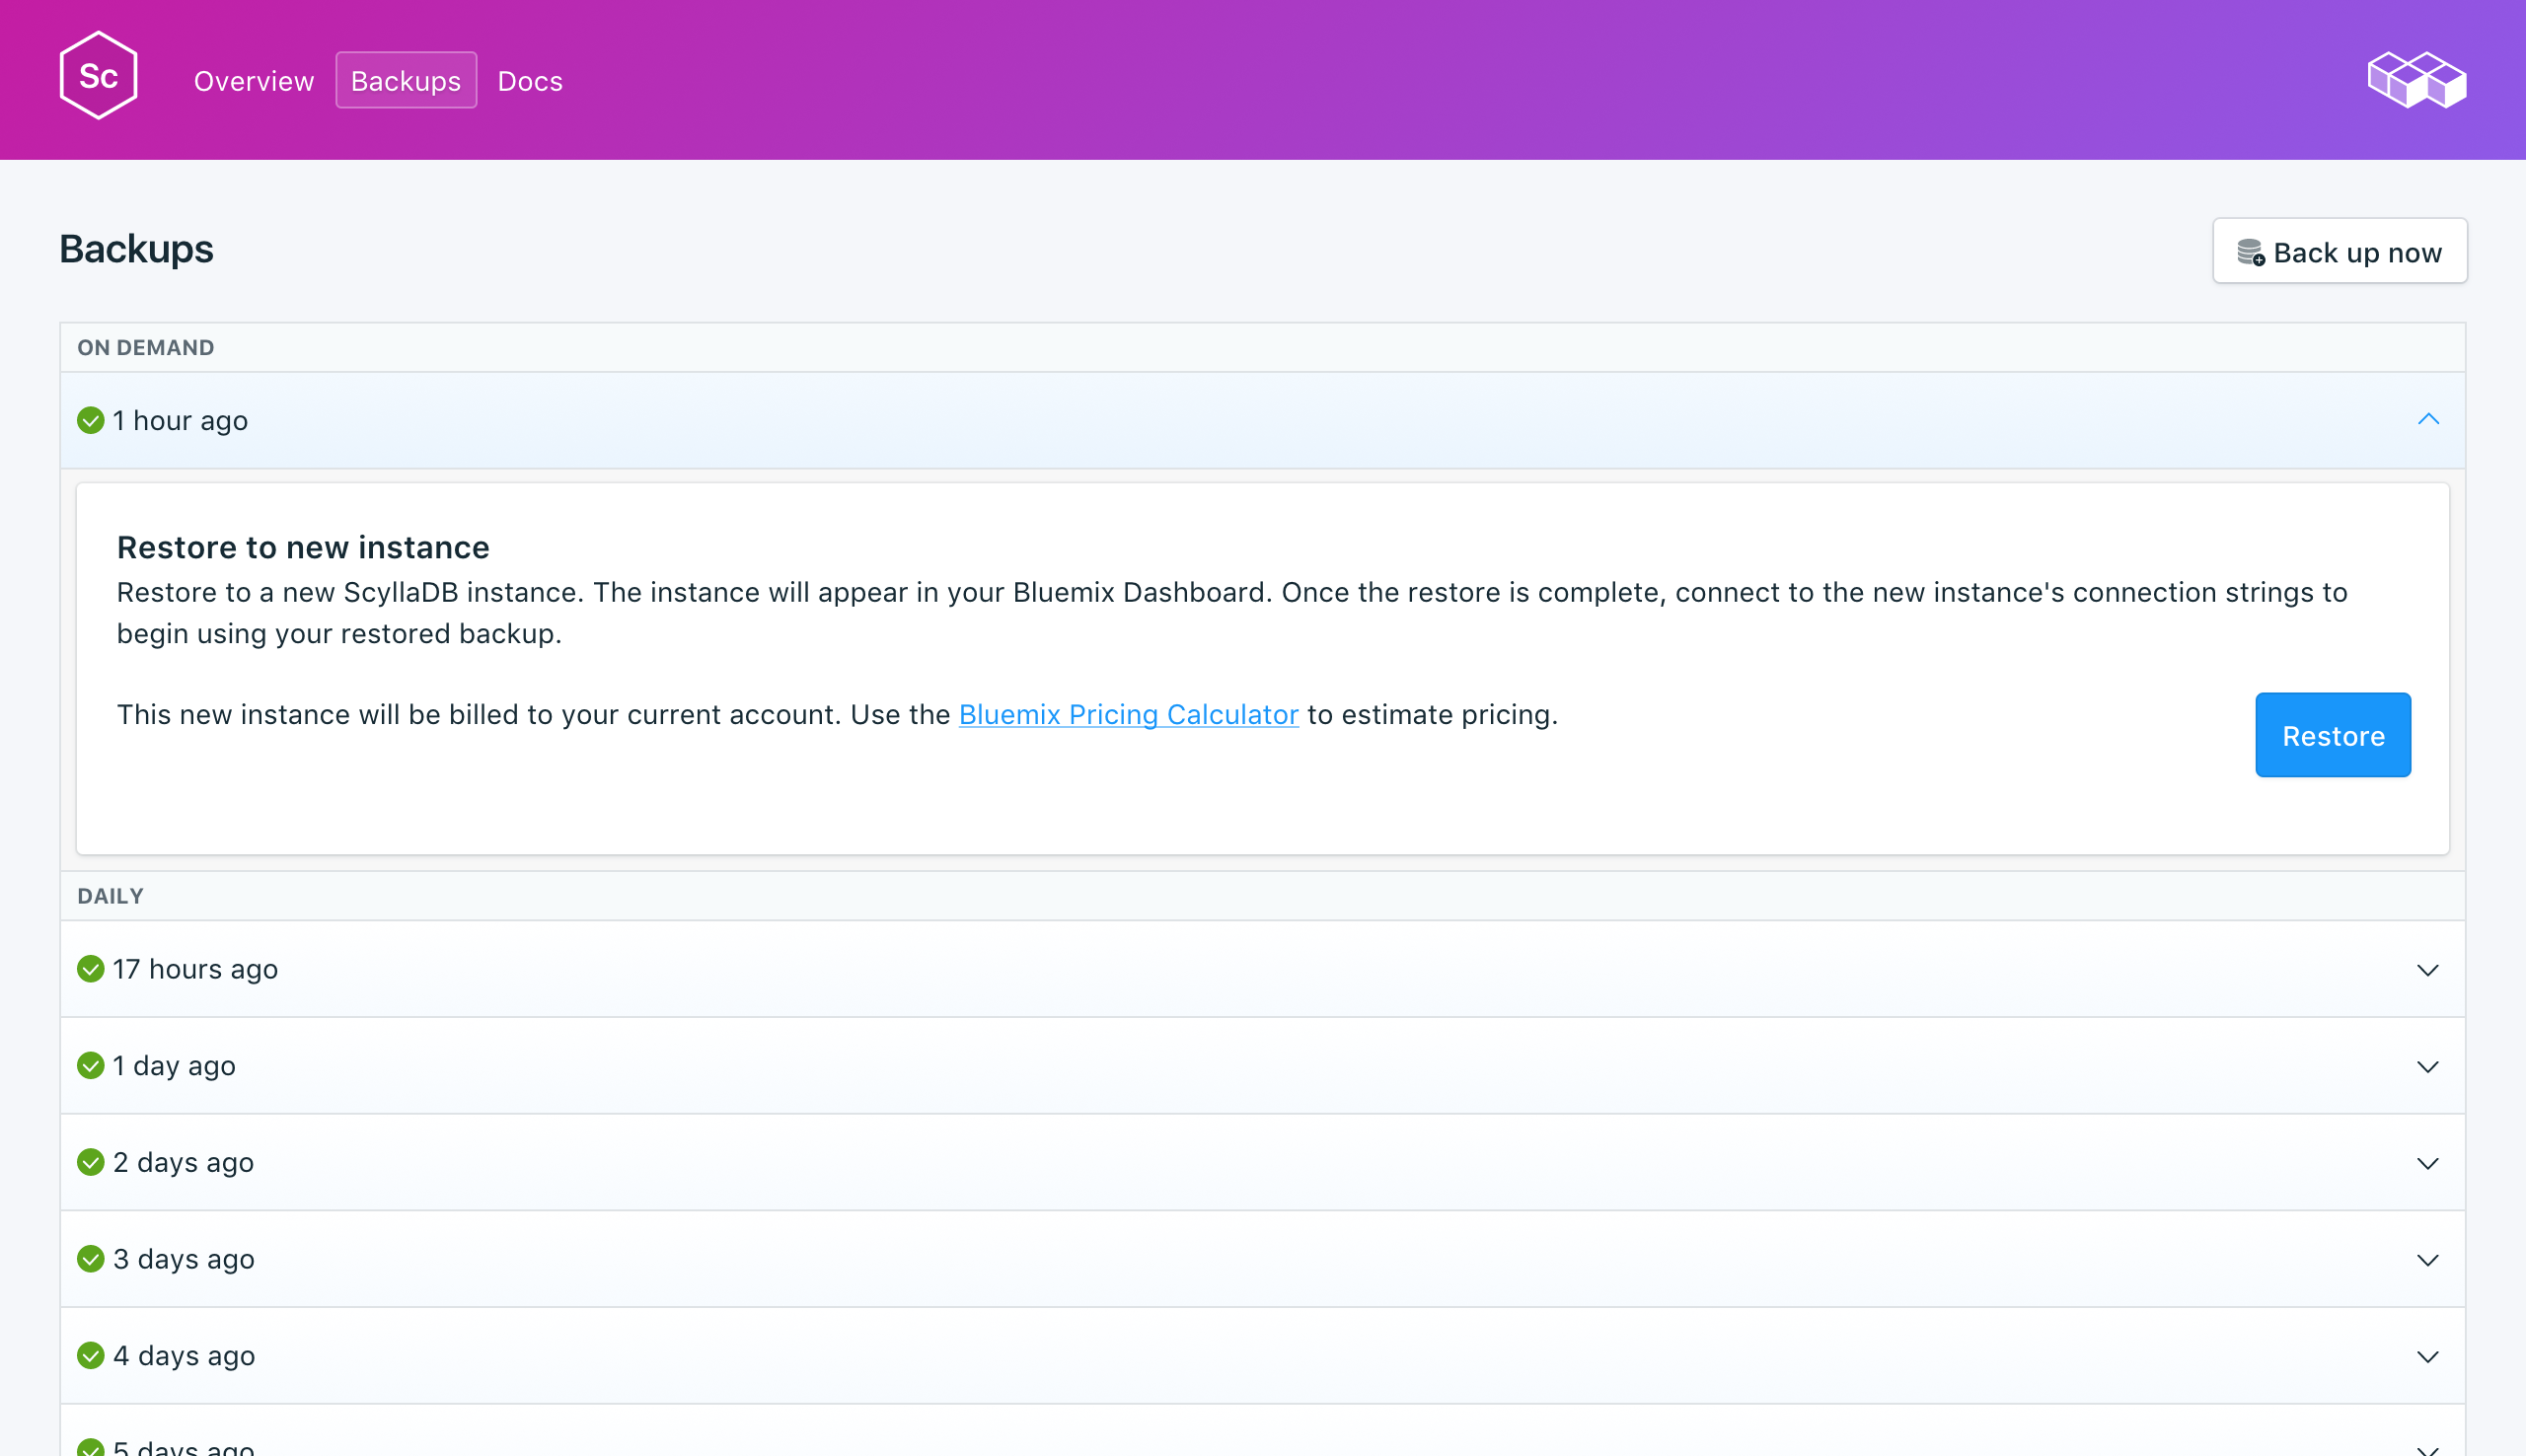 Sc
Overview Backups Docs
Backups
Back up now
ON DEMAND
1 hour ago
Restore to new instance
Restore to a new ScyllaDB instance. The instance will appear in your Bluemix Dashboard. Once the restore is complete, connect to the new instance's connection strings to
begin using your restored backup.
This new instance will be billed to your current account. Use the Bluemix Pricing Calculator to estimate pricing.
Restore
DAILY
17 hours ago
1 day ago
2 days ago
3 days ago
4 days ago
5 days ago